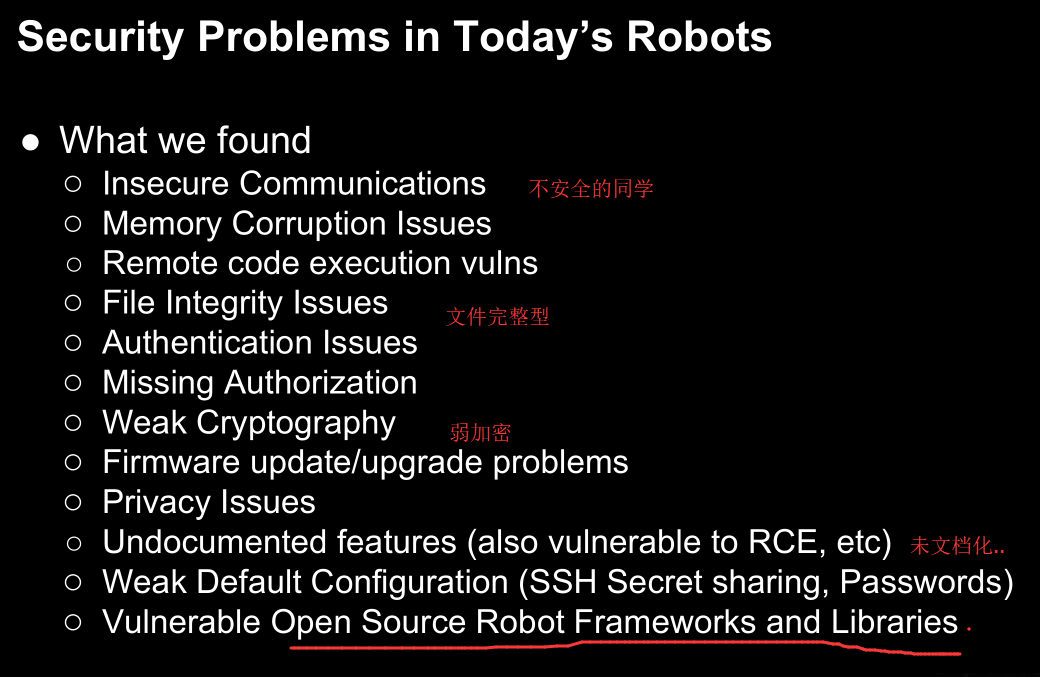 Security Problems in Today’s Robots
● What we found
○ Insecure Communications 不安全的同学
○ Memory Corruption Issues
○ Remote code execution vulns
○ File Integrity Issues 文件完整型
○ Authentication Issues
○ Missing Authorization
○ Weak Cryptography 弱加密
○ Firmware update/upgrade problems
○ Privacy Issues
○ Undocumented features (also vulnerable to RCE, etc) 未文档化..
○ Weak Default Configuration (SSH Secret sharing, Passwords)
○ Vulnerable Open Source Robot Frameworks and Libraries